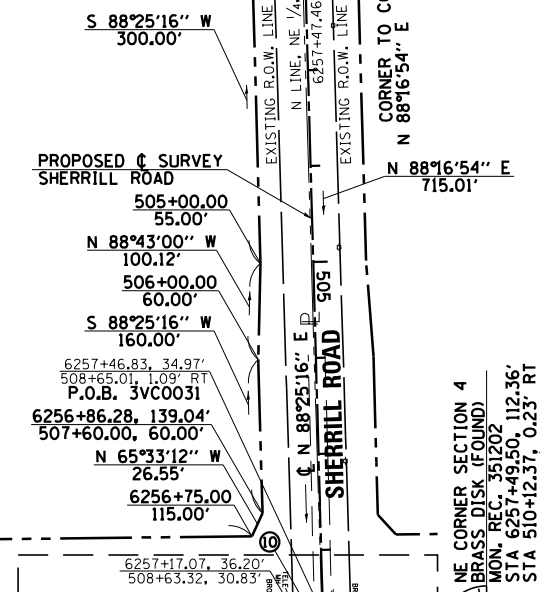 S 88°25'16" W
300.00'
PROPOSED ℄ SURVEY
SHERRILL ROAD
505+00.00
55.00'
N 88°43'00" W
100.12'
506+00.00
60.00'
S 88°25'16" W
160.00'
6257+46.83, 34.97'
508+65.01, 1.09' RT
P.O.B. 3VC0031
6256+86.28, 139.04'
507+60.00, 60.00'
N 65°33'12" W
26.55'
6256+75.00
115.00'
6257+17.07, 36.20'
508+63.32, 30.83'
10
EXISTING R.O.W. LINE
N LINE, NE 1/4
6257+47.46
EXISTING R.O.W. LINE
CORNER TO
N 88°16'54" E
N 88°16'54" E
715.01'
505
℄ N 88°25'16" E
SHERRILL ROAD
NE CORNER SECTION 4
BRASS DISK (FOUND)
MON. REC. 351202
STA 6257+49.50, 112.36'
STA 510+12.37, 0.23' RT